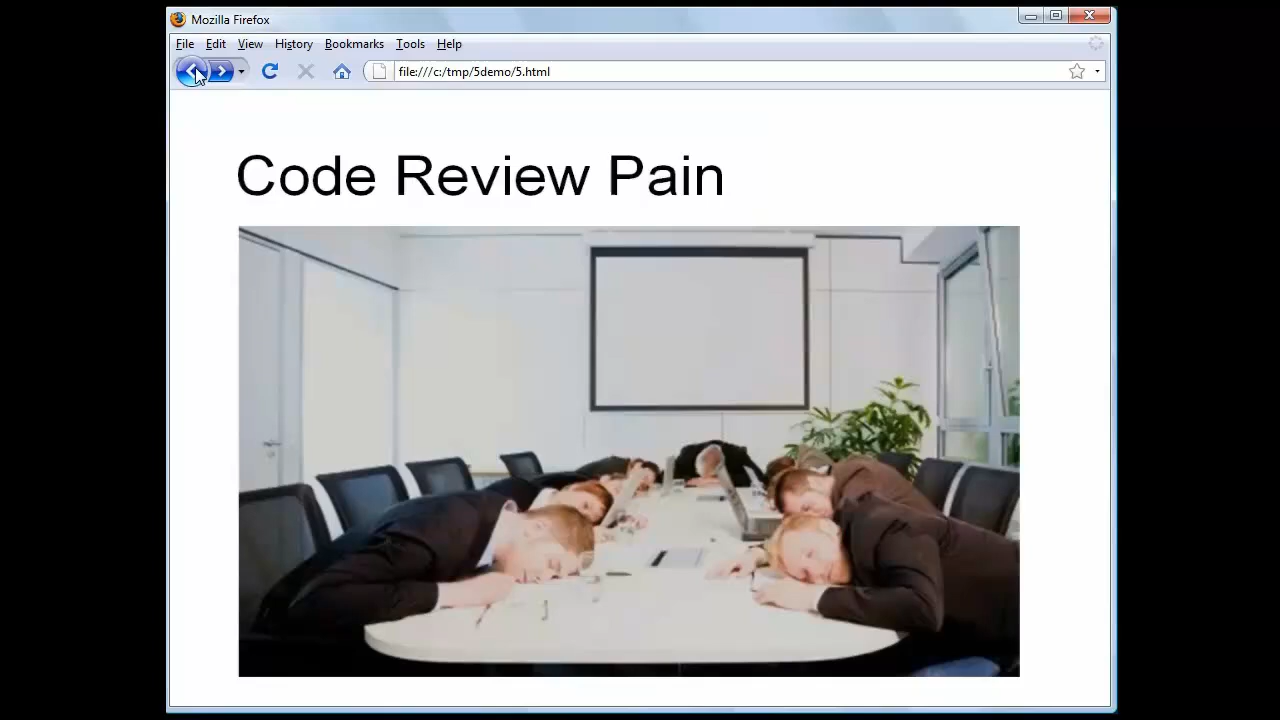 Mozilla Firefox
File Edit View History Bookmarks Tools Help
file:///c:/tmp/5demo/5.html
Code Review Pain